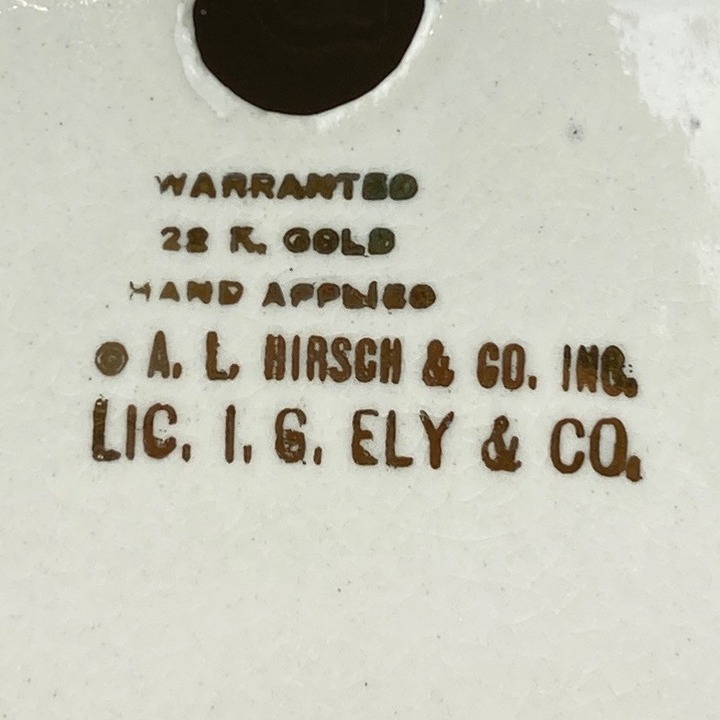 WARRANTED
22 K. GOLD
HAND APPLIED
© A. L. HIRSCH & CO. INC.
LIC. I. G. ELY & CO.